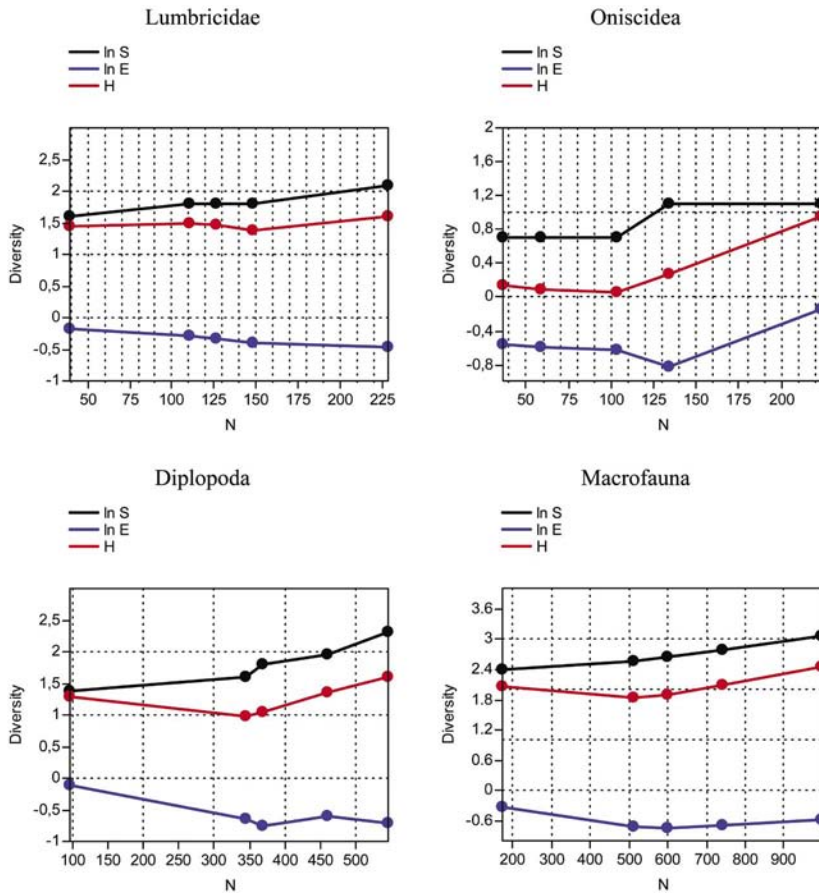 Lumbricidae
ln S
ln E
H
2,5
2
1,5
1
0,5
0
-0,5
-1
Diversity
50 75 100 125 150 175 200 225
N
Oniscidea
ln S
ln E
H
2
1,6
1,2
0,8
0,4
0
-0,4
-0,8
Diversity
50 75 100 125 150 175 200
N
Diplopoda
ln S
ln E
H
2,5
2
1,5
1
0,5
0
-0,5
-1
Diversity
100 150 200 250 300 350 400 450 500
N
Macrofauna
ln S
ln E
H
3.6
3
2.4
1.8
1.2
0.6
0
-0.6
Diversity
200 300 400 500 600 700 800 900
N